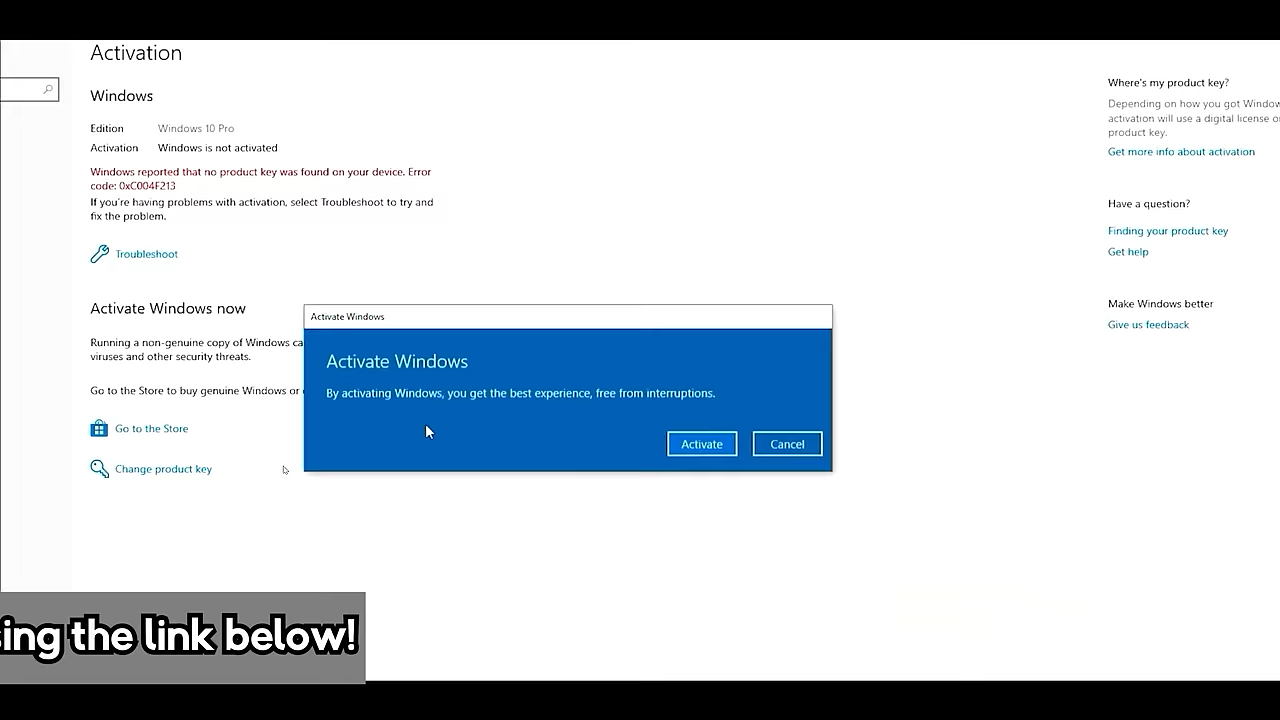 Activation
Windows
Edition Windows 10 Pro
Activation Windows is not activated
Windows reported that no product key was found on your device. Error
code: 0xC004F213
If you're having problems with activation, select Troubleshoot to try and
fix the problem.
Troubleshoot
Activate Windows now
Running a non-genuine copy of Windows ca
viruses and other security threats.
Go to the Store to buy genuine Windows or
Go to the Store
Change product key
Activate Windows
Activate Windows
By activating Windows, you get the best experience, free from interruptions.
Activate Cancel
Where's my product key?
Depending on how you got Window
activation will use a digital license o
product key.
Get more info about activation
Have a question?
Finding your product key
Get help
Make Windows better
Give us feedback
sing the link below!